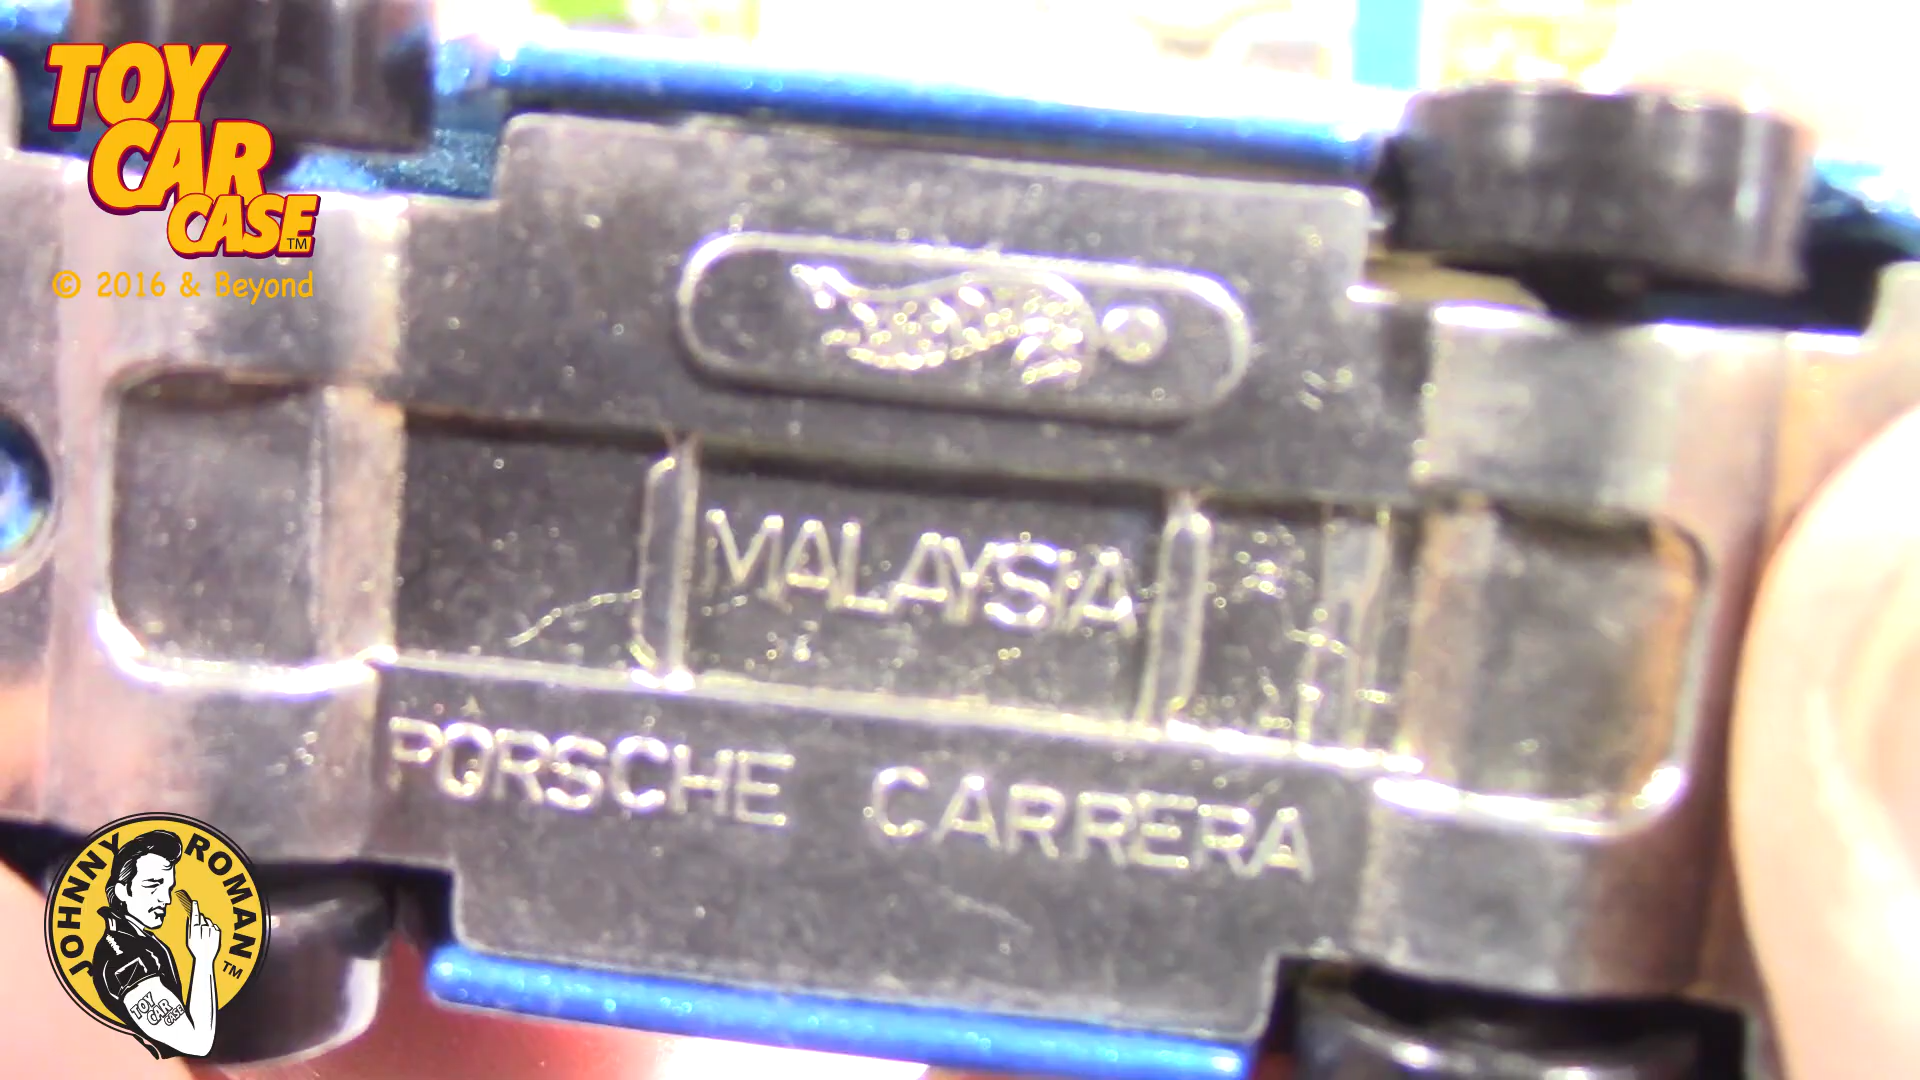 TOY
CAR
CASE
TM
© 2016 & Beyond
MALAYSIA
PORSCHE CARRERA
JOHNNY ROMAN
TM
TOY
CAR
CASE